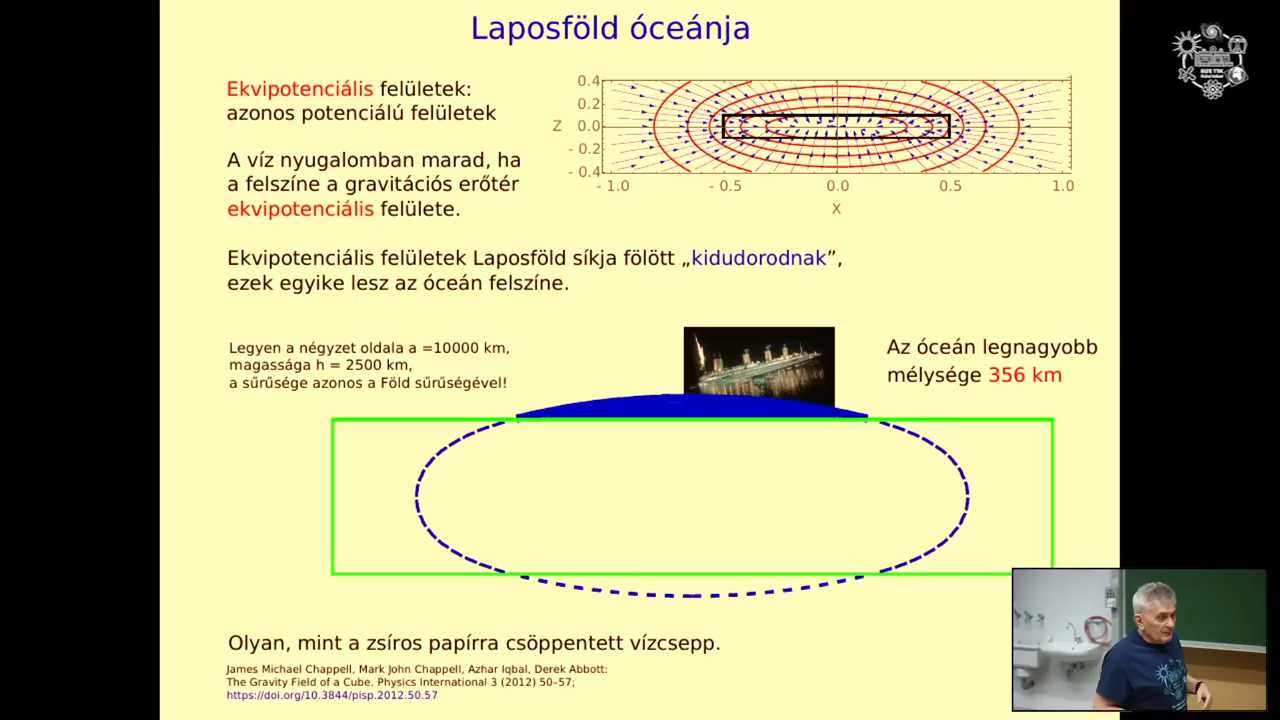 Laposföld óceánja
Ekvipotenciális felületek:
azonos potenciálú felületek
A víz nyugalomban marad, ha
a felszíne a gravitációs erőtér
ekvipotenciális felülete.
0.4
0.2
Z 0.0
- 0.2
- 0.4
- 1.0 - 0.5 0.0 0.5 1.0
X
Ekvipotenciális felületek Laposföld síkja fölött „kidudorodnak”,
ezek egyike lesz az óceán felszíne.
Legyen a négyzet oldala a =10000 km,
magassága h = 2500 km,
a sűrűsége azonos a Föld sűrűségével!
Az óceán legnagyobb
mélysége 356 km
Olyan, mint a zsíros papírra csöppentett vízcsepp.
James Michael Chappell, Mark John Chappell, Azhar Iqbal, Derek Abbott:
The Gravity Field of a Cube. Physics International 3 (2012) 50–57;
https://doi.org/10.3844/pisp.2012.50.57